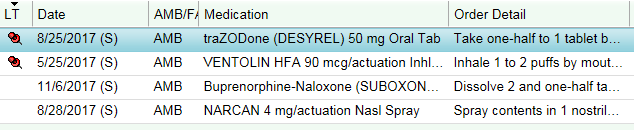 LT Date AMB/FA Medication Order Detail
8/25/2017 (S) AMB traZODone (DESYREL) 50 mg Oral Tab Take one-half to 1 tablet b...
5/25/2017 (S) AMB VENTOLIN HFA 90 mcg/actuation Inhl... Inhale 1 to 2 puffs by mout...
11/6/2017 (S) AMB Buprenorphine-Naloxone (SUBOXON... Dissolve 2 and one-half ta...
8/28/2017 (S) AMB NARCAN 4 mg/actuation Nasl Spray Spray contents in 1 nostril...